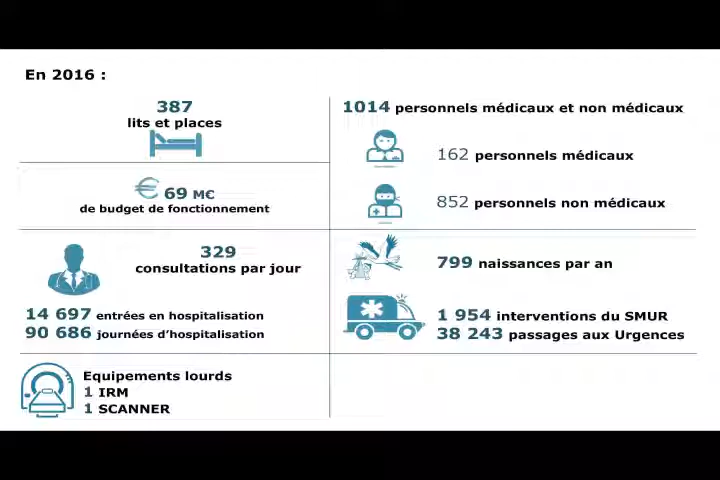 En 2016 :
387
lits et places
€ 69 M€
de budget de fonctionnement
329
consultations par jour
14 697 entrées en hospitalisation
90 686 journées d’hospitalisation
Equipements lourds
1 IRM
1 SCANNER
1014 personnels médicaux et non médicaux
162 personnels médicaux
852 personnels non médicaux
799 naissances par an
1 954 interventions du SMUR
38 243 passages aux Urgences